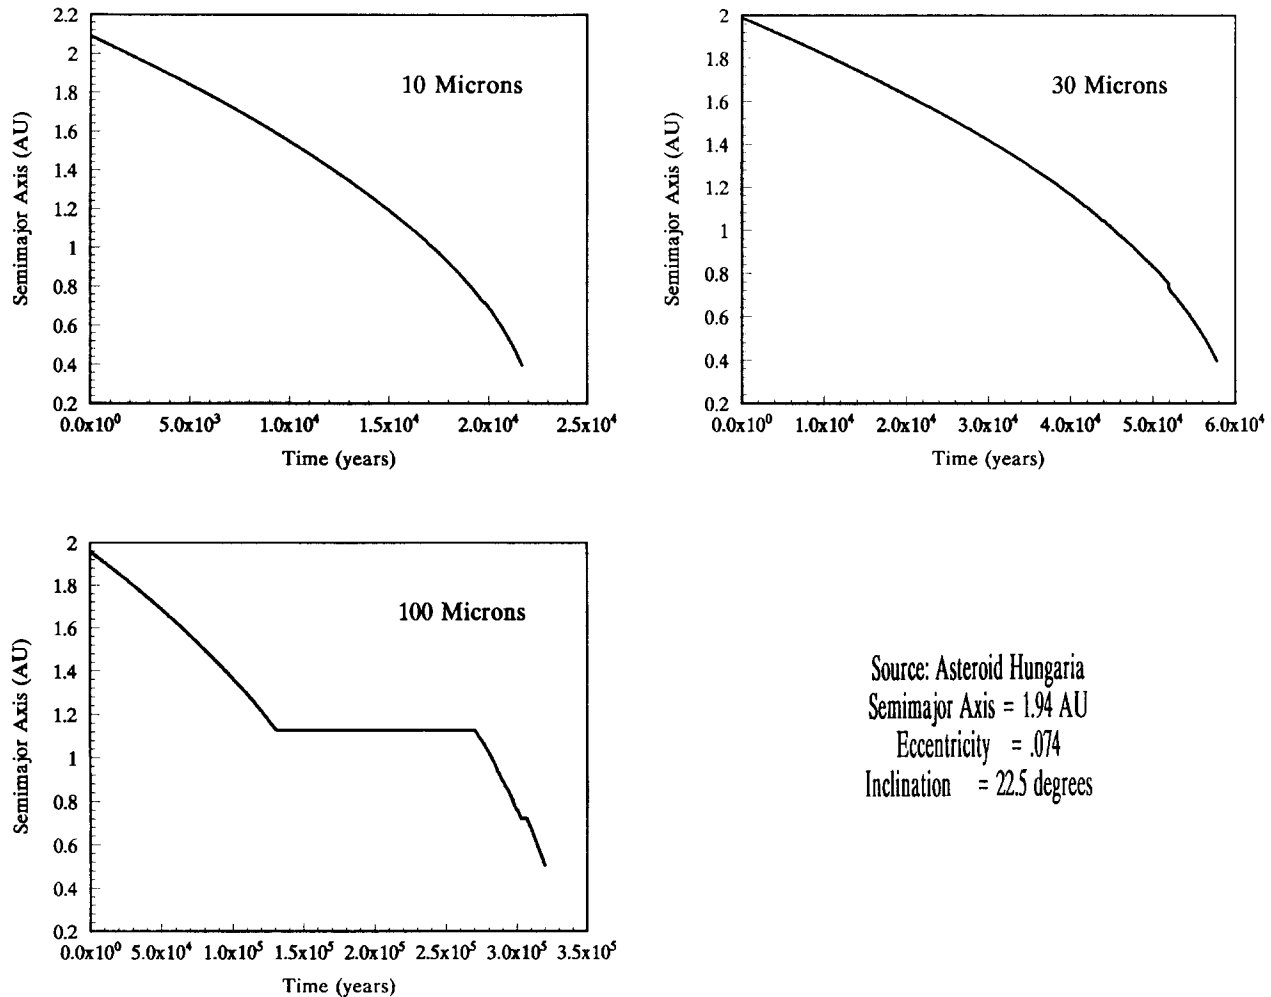 2.2
2
1.8
1.6
1.4
1.2
1
0.8
0.6
0.4
0.2
Semimajor Axis (AU)
10 Microns
0.0x10⁰ 5.0x10³ 1.0x10⁴ 1.5x10⁴ 2.0x10⁴ 2.5x10⁴
Time (years)
2
1.8
1.6
1.4
1.2
1
0.8
0.6
0.4
0.2
Semimajor Axis (AU)
30 Microns
0.0x10⁰ 1.0x10⁴ 2.0x10⁴ 3.0x10⁴ 4.0x10⁴ 5.0x10⁴ 6.0x10⁴
Time (years)
2
1.8
1.6
1.4
1.2
1
0.8
0.6
0.4
0.2
Semimajor Axis (AU)
100 Microns
0.0x10⁰ 5.0x10⁴ 1.0x10⁵ 1.5x10⁵ 2.0x10⁵ 2.5x10⁵ 3.0x10⁵ 3.5x10⁵
Time (years)
Source: Asteroid Hungaria
Semimajor Axis = 1.94 AU
Eccentricity = .074
Inclination = 22.5 degrees